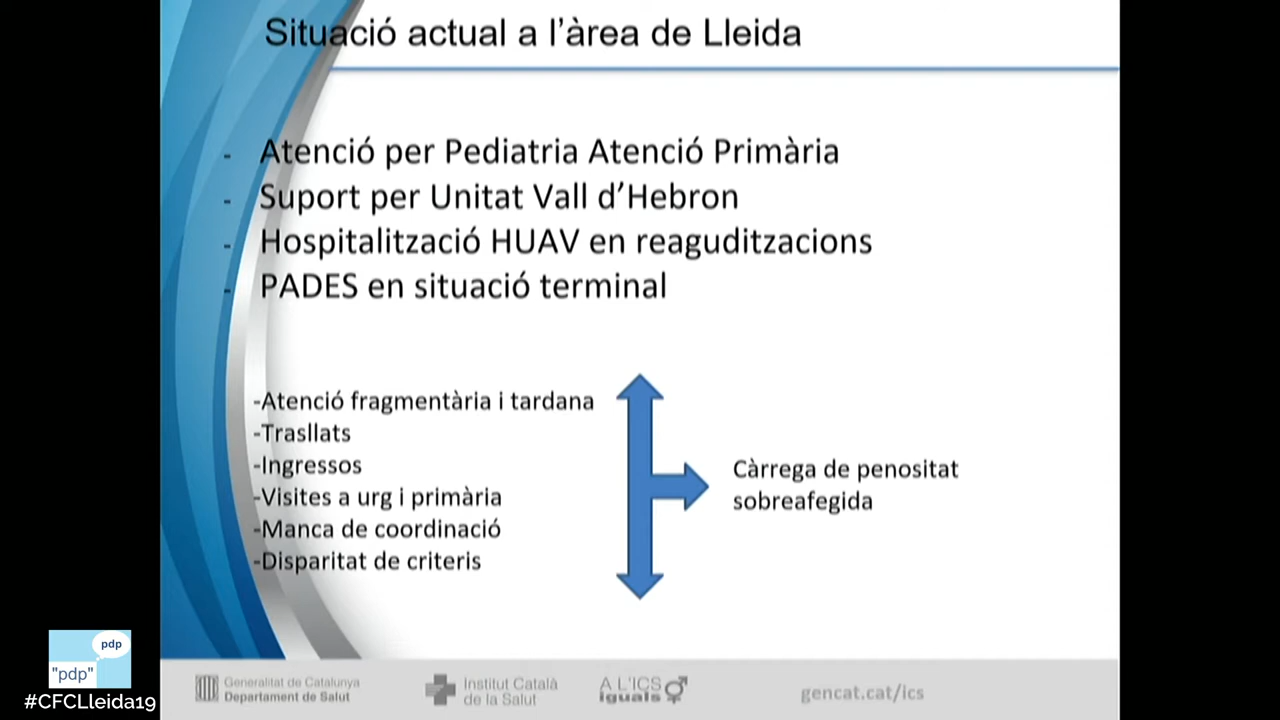 Situació actual a l'àrea de Lleida
- Atenció per Pediatria Atenció Primària
- Suport per Unitat Vall d'Hebron
- Hospitalització HUAV en reaguditzacions
- PADES en situació terminal
-Atenció fragmentària i tardana
-Trasllats
-Ingressos
-Visites a urg i primària
-Manca de coordinació
-Disparitat de criteris
Càrrega de penositat
sobreafegida
pdp
"pdp"
#CFCLleida19
Generalitat de Catalunya
Departament de Salut
Institut Català
de la Salut
A L'ICS
iguals
gencat.cat/ics